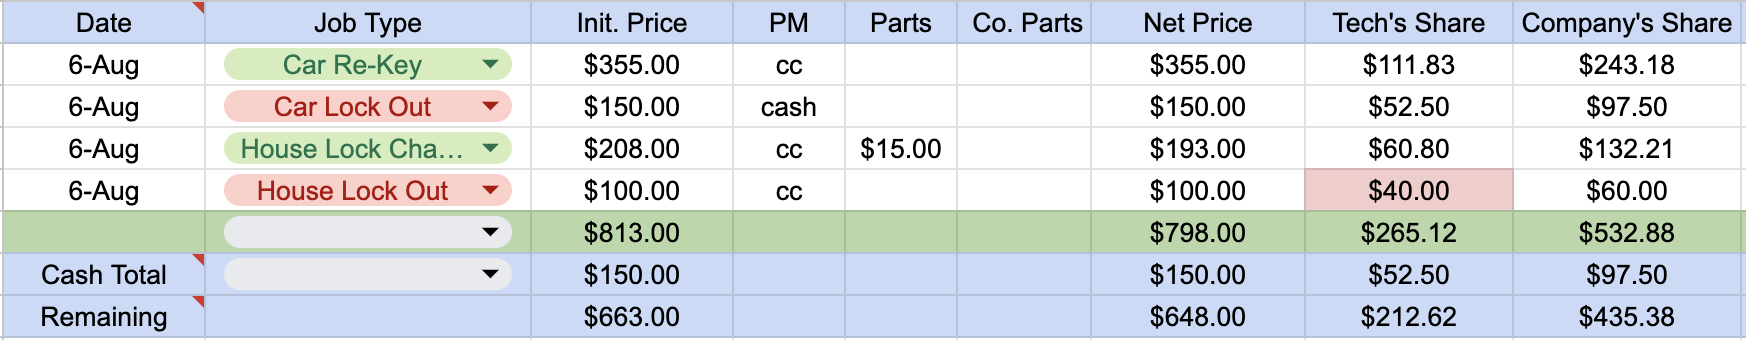 Date Job Type Init. Price PM Parts Co. Parts Net Price Tech's Share Company's Share
6-Aug Car Re-Key $355.00 cc $355.00 $111.83 $243.18
6-Aug Car Lock Out $150.00 cash $150.00 $52.50 $97.50
6-Aug House Lock Cha... $208.00 cc $15.00 $193.00 $60.80 $132.21
6-Aug House Lock Out $100.00 cc $100.00 $40.00 $60.00
$813.00 $798.00 $265.12 $532.88
Cash Total $150.00 $150.00 $52.50 $97.50
Remaining $663.00 $648.00 $212.62 $435.38